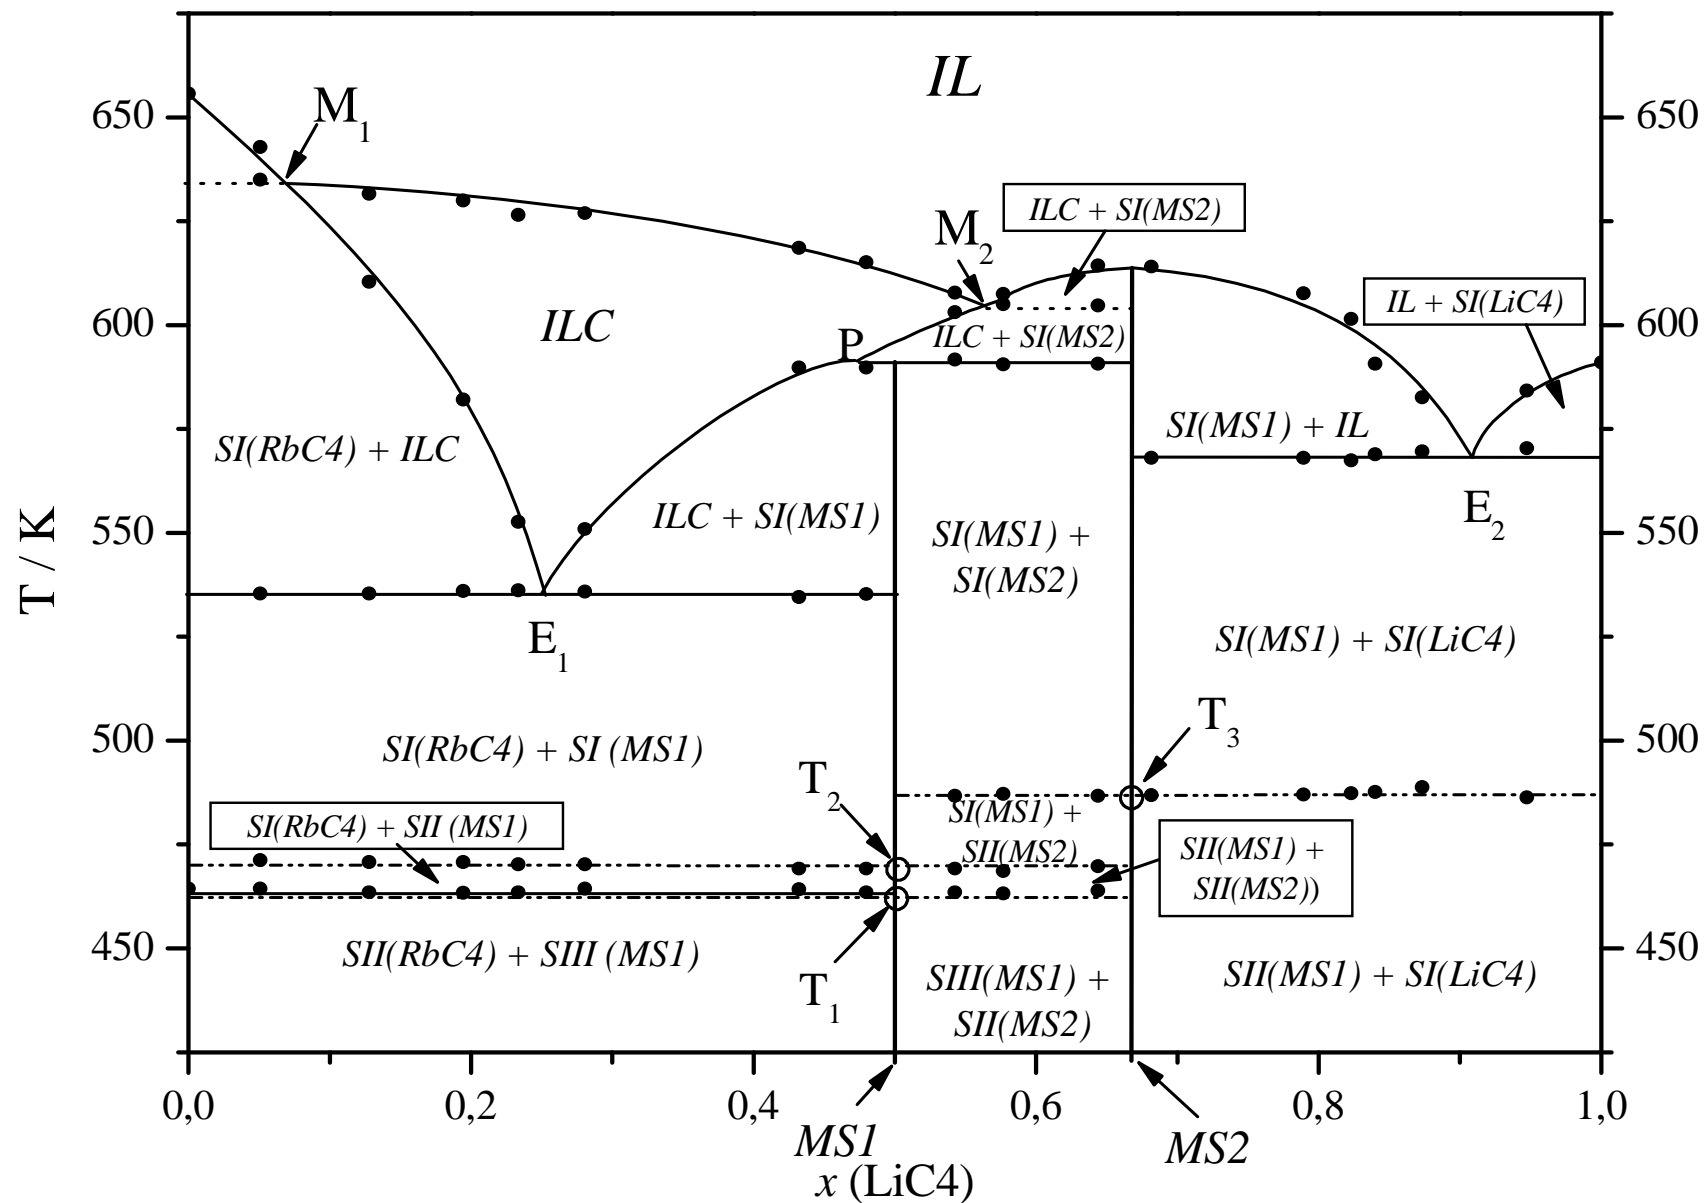 IL
650
M1
650
ILC + SI(MS2)
M2
IL + SI(LiC4)
600
ILC
P
ILC + SI(MS2)
600
SI(RbC4) + ILC
SI(MS1) + IL
ILC + SI(MS1)
E2
550
SI(MS1) +
SI(MS2)
550
T / K
E1
SI(MS1) + SI(LiC4)
500
SI(RbC4) + SI (MS1)
T3
500
T2
SI(RbC4) + SII (MS1)
SI(MS1) +
SII(MS2)
SII(MS1) +
SII(MS2))
450
SII(RbC4) + SIII (MS1)
T1
SIII(MS1) +
SII(MS2)
SII(MS1) + SI(LiC4)
450
0,0
0,2
0,4
0,6
0,8
1,0
MS1
MS2
x (LiC4)